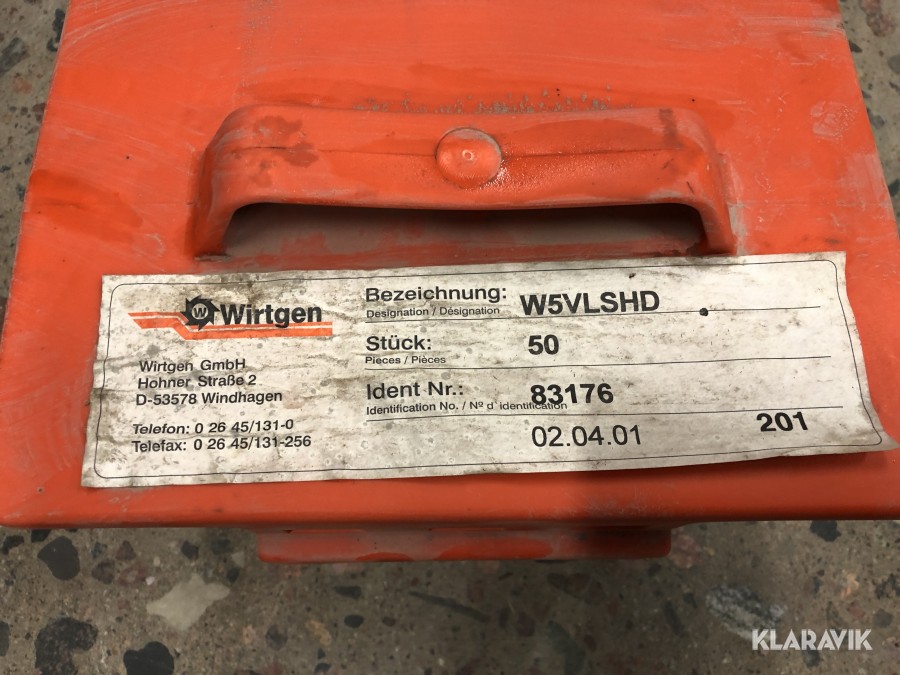 W Wirtgen
Wirtgen GmbH
Hohner Straße 2
D-53578 Windhagen
Telefon: 0 26 45/131-0
Telefax: 0 26 45/131-256
Bezeichnung: W5VLSHD
Designation / Désignation
Stück: 50
Pieces / Pièces
Ident Nr.: 83176
Identification No. / Nº d´identification
02.04.01 201
KLARAVIK